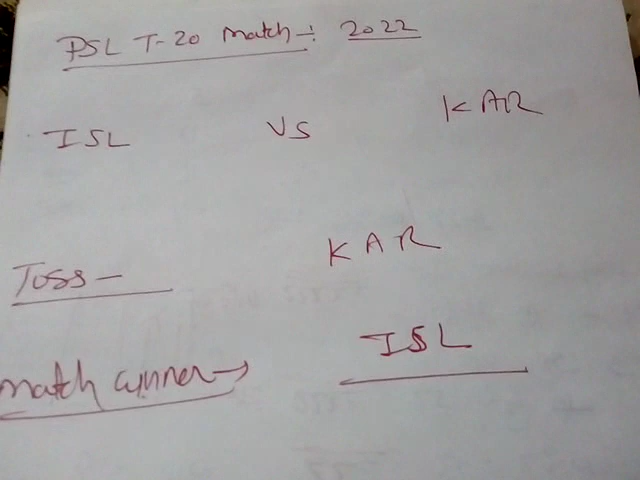 PSL T-20 Match÷ 2022
ISL VS KAR
Toss- KAR
Match winner→ ISL